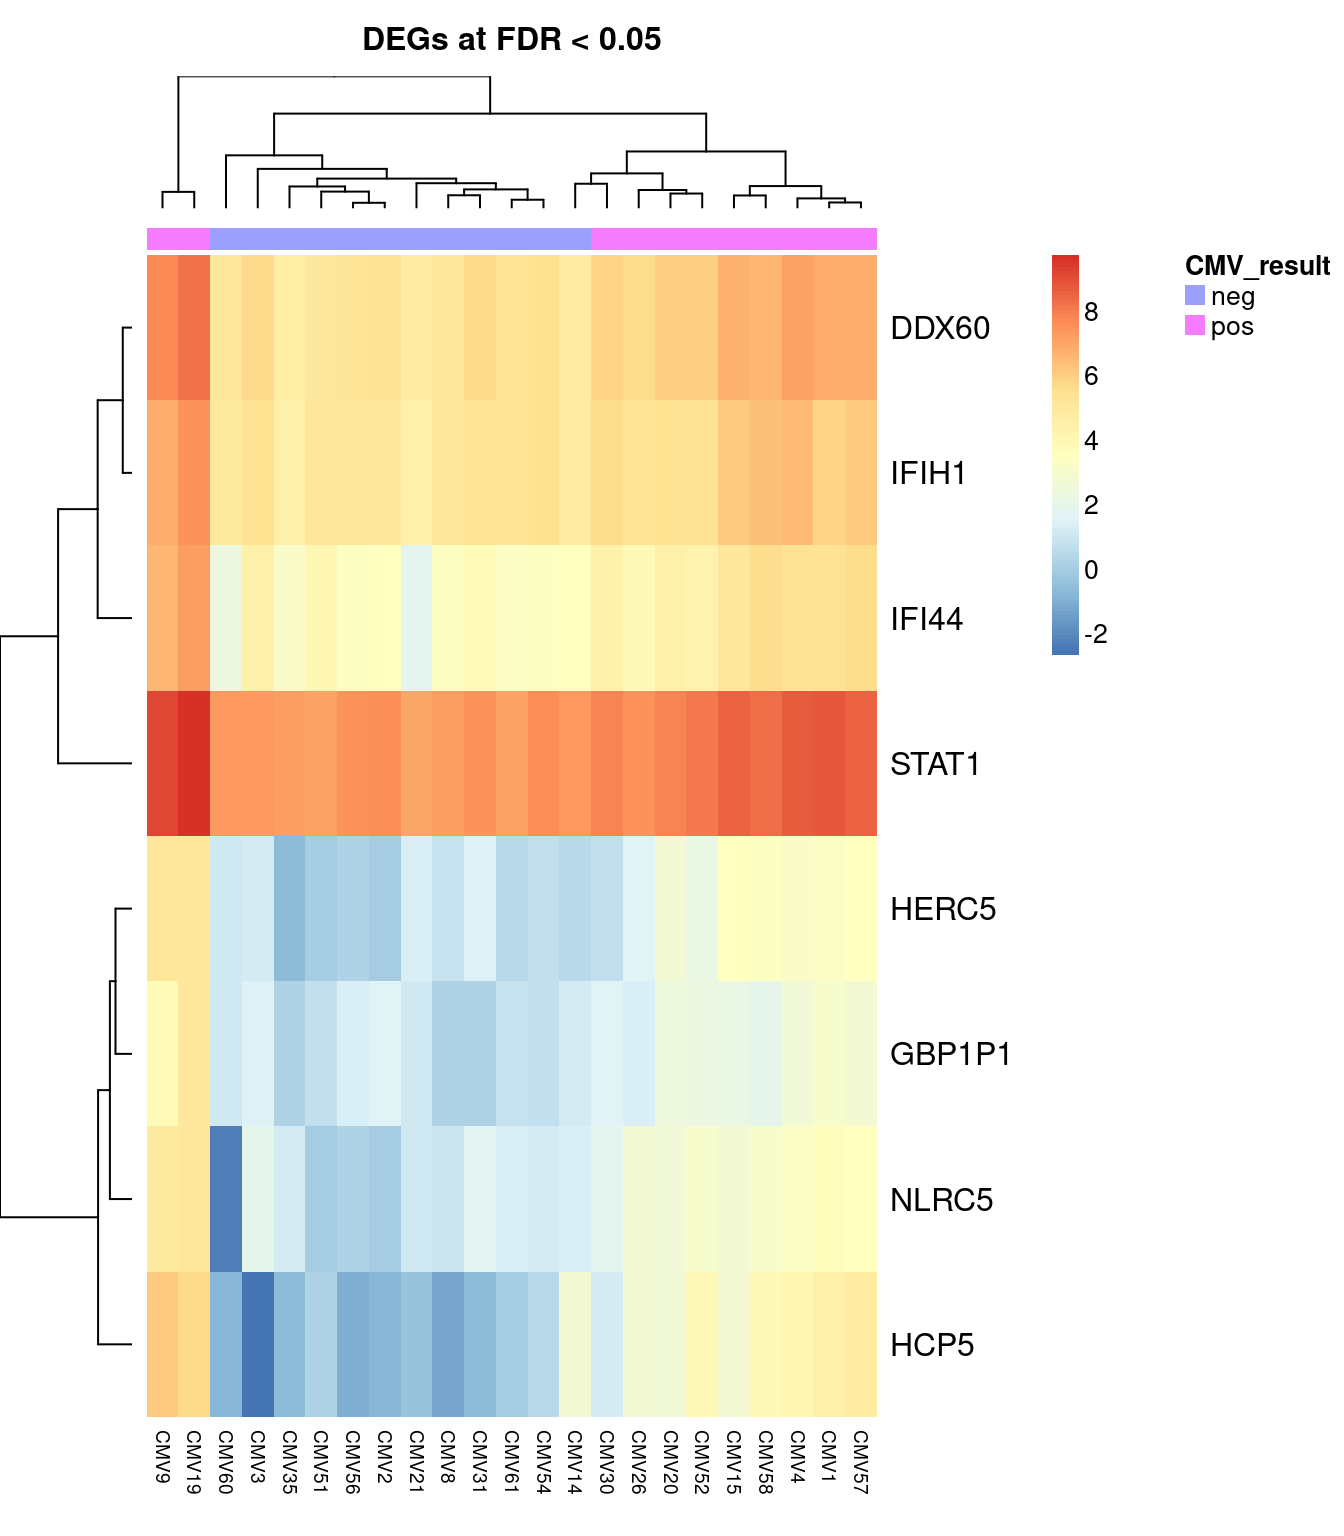 DEGs at FDR < 0.05
CMV_result
neg
pos
8
6
4
2
0
-2
DDX60
IFIH1
IFI44
STAT1
HERC5
GBP1P1
NLRC5
HCP5
CMV9
CMV19
CMV60
CMV3
CMV35
CMV51
CMV56
CMV2
CMV21
CMV8
CMV31
CMV61
CMV54
CMV14
CMV30
CMV26
CMV20
CMV52
CMV15
CMV58
CMV4
CMV1
CMV57